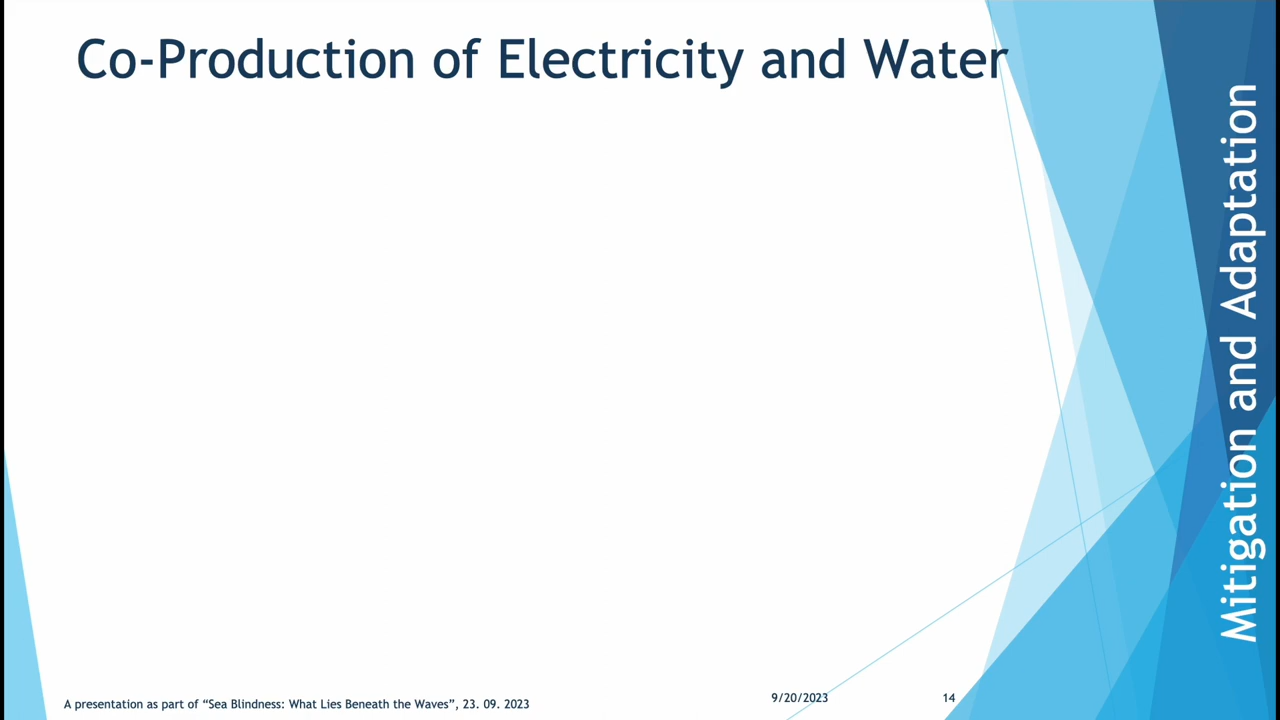 Co-Production of Electricity and Water
Mitigation and Adaptation
A presentation as part of “Sea Blindness: What Lies Beneath the Waves”, 23. 09. 2023
9/20/2023
14